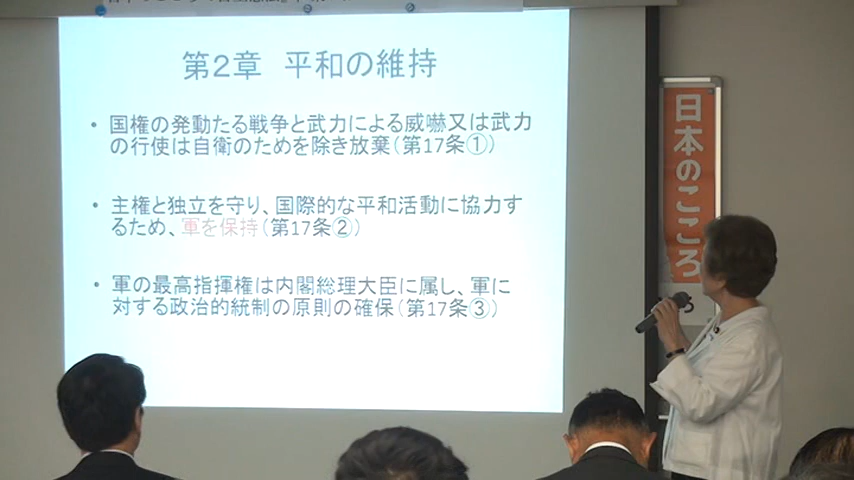 第2章　平和の維持
・国権の発動たる戦争と武力による威嚇又は武力
の行使は自衛のためを除き放棄(第17条①)
・主権と独立を守り、国際的な平和活動に協力す
るため、軍を保持(第17条②)
・軍の最高指揮権は内閣総理大臣に属し、軍に
対する政治的統制の原則の確保(第17条③)
日本のこころ